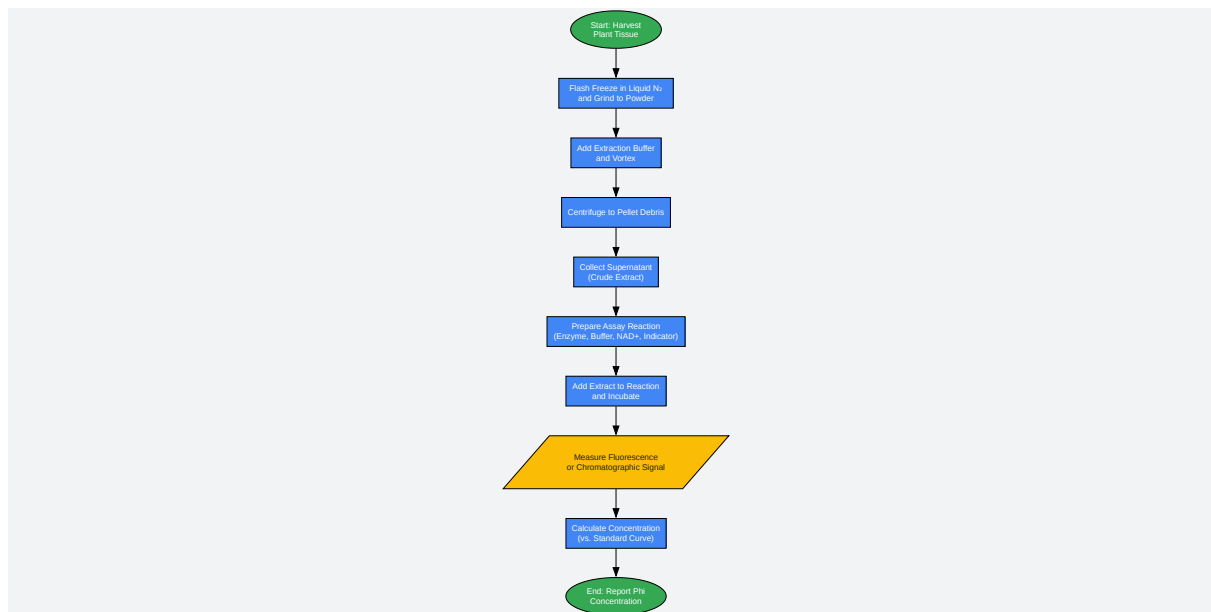 Start: Harvest
Plant Tissue
Flash Freeze in Liquid N₂
and Grind to Powder
Add Extraction Buffer
and Vortex
Centrifuge to Pellet Debris
Collect Supernatant
(Crude Extract)
Prepare Assay Reaction
(Enzyme, Buffer, NAD+, Indicator)
Add Extract to Reaction
and Incubate
Measure Fluorescence
or Chromatographic Signal
Calculate Concentration
(vs. Standard Curve)
End: Report Phi
Concentration